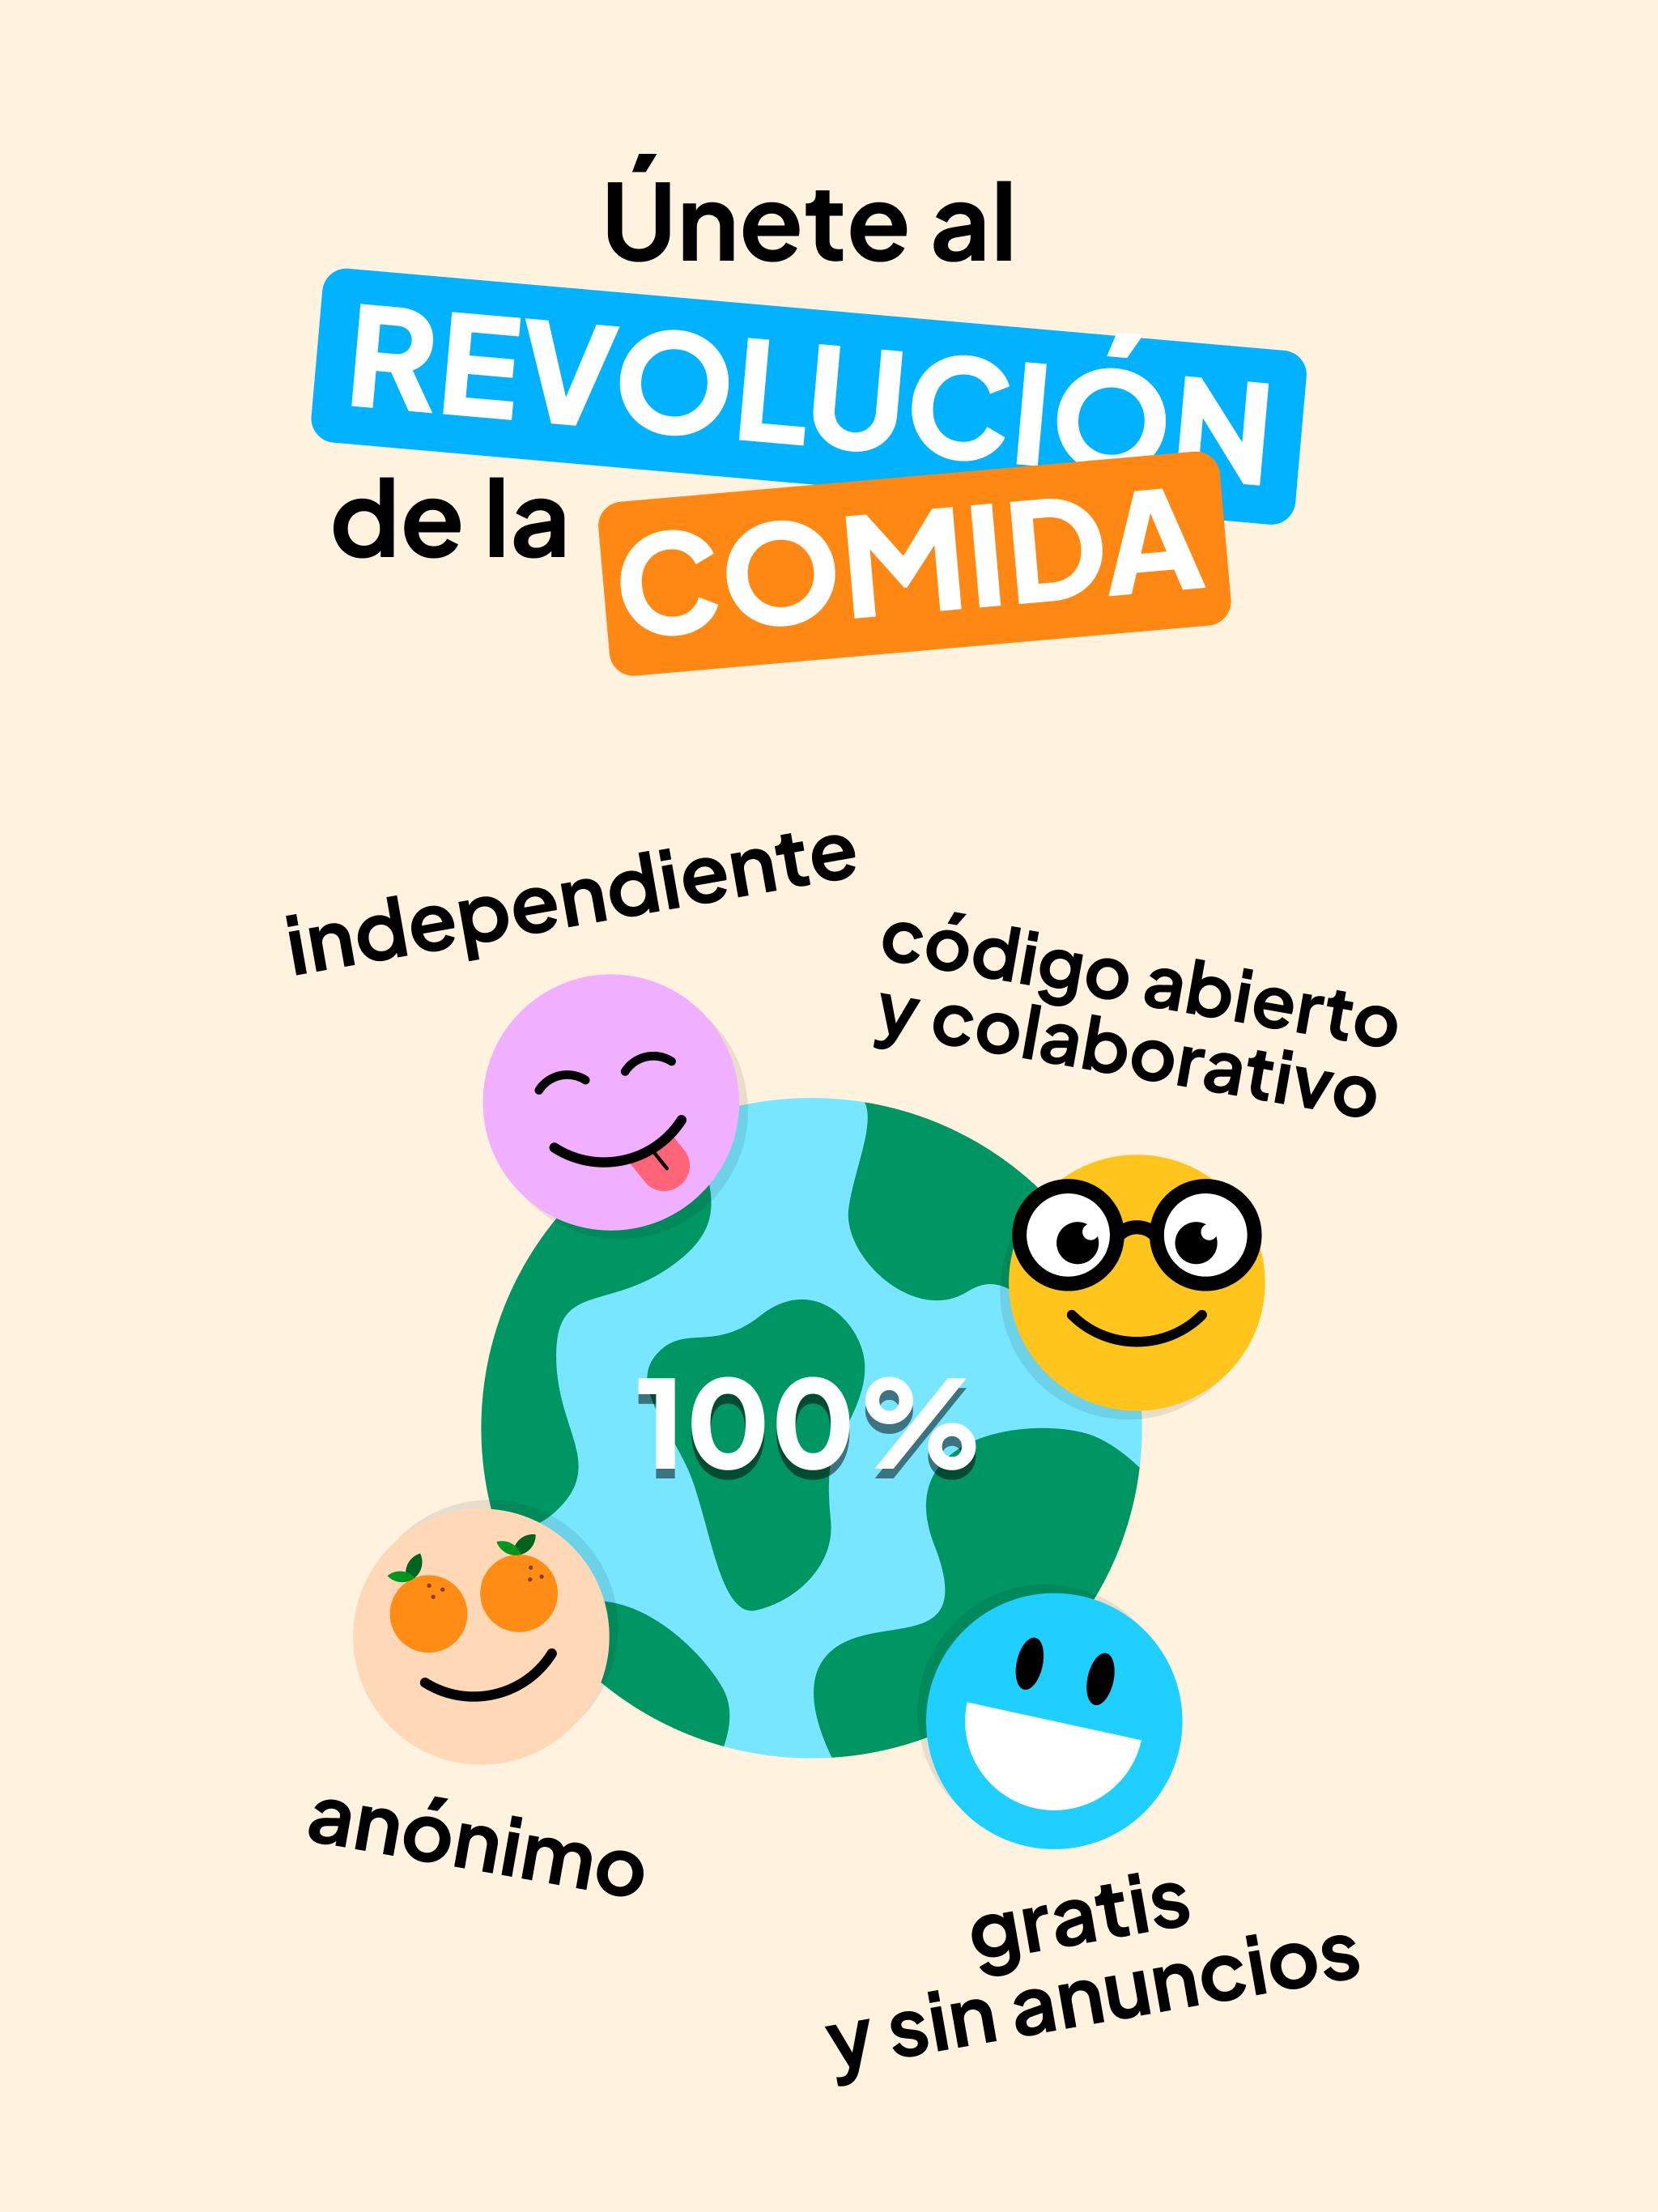 Únete al
REVOLUCIÓN
de la COMIDA
independiente
código abierto
y colaborativo
100%
anónimo
gratis
y sin anuncios